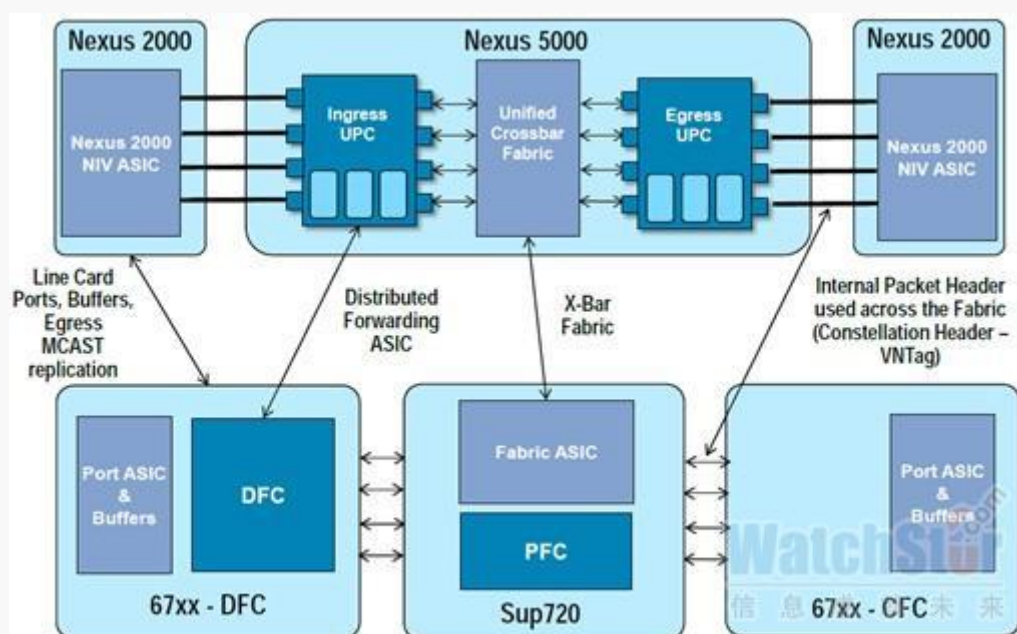 Nexus 2000
Nexus 5000
Nexus 2000
Nexus 2000
NIV ASIC
Ingress
UPC
Unified
Crossbar
Fabric
Egress
UPC
Nexus 2000
NIV ASIC
Line Card
Ports, Buffers,
Egress
MCAST
replication
Distributed
Forwarding
ASIC
X-Bar
Fabric
Internal Packet Header
used across the Fabric
(Constellation Header –
VNTag)
Port ASIC
&
Buffers
DFC
Fabric ASIC
PFC
Port ASIC
&
Buffers
67xx - DFC
Sup720
67xx - CFC
WatchStor
.com
信 息 未 来